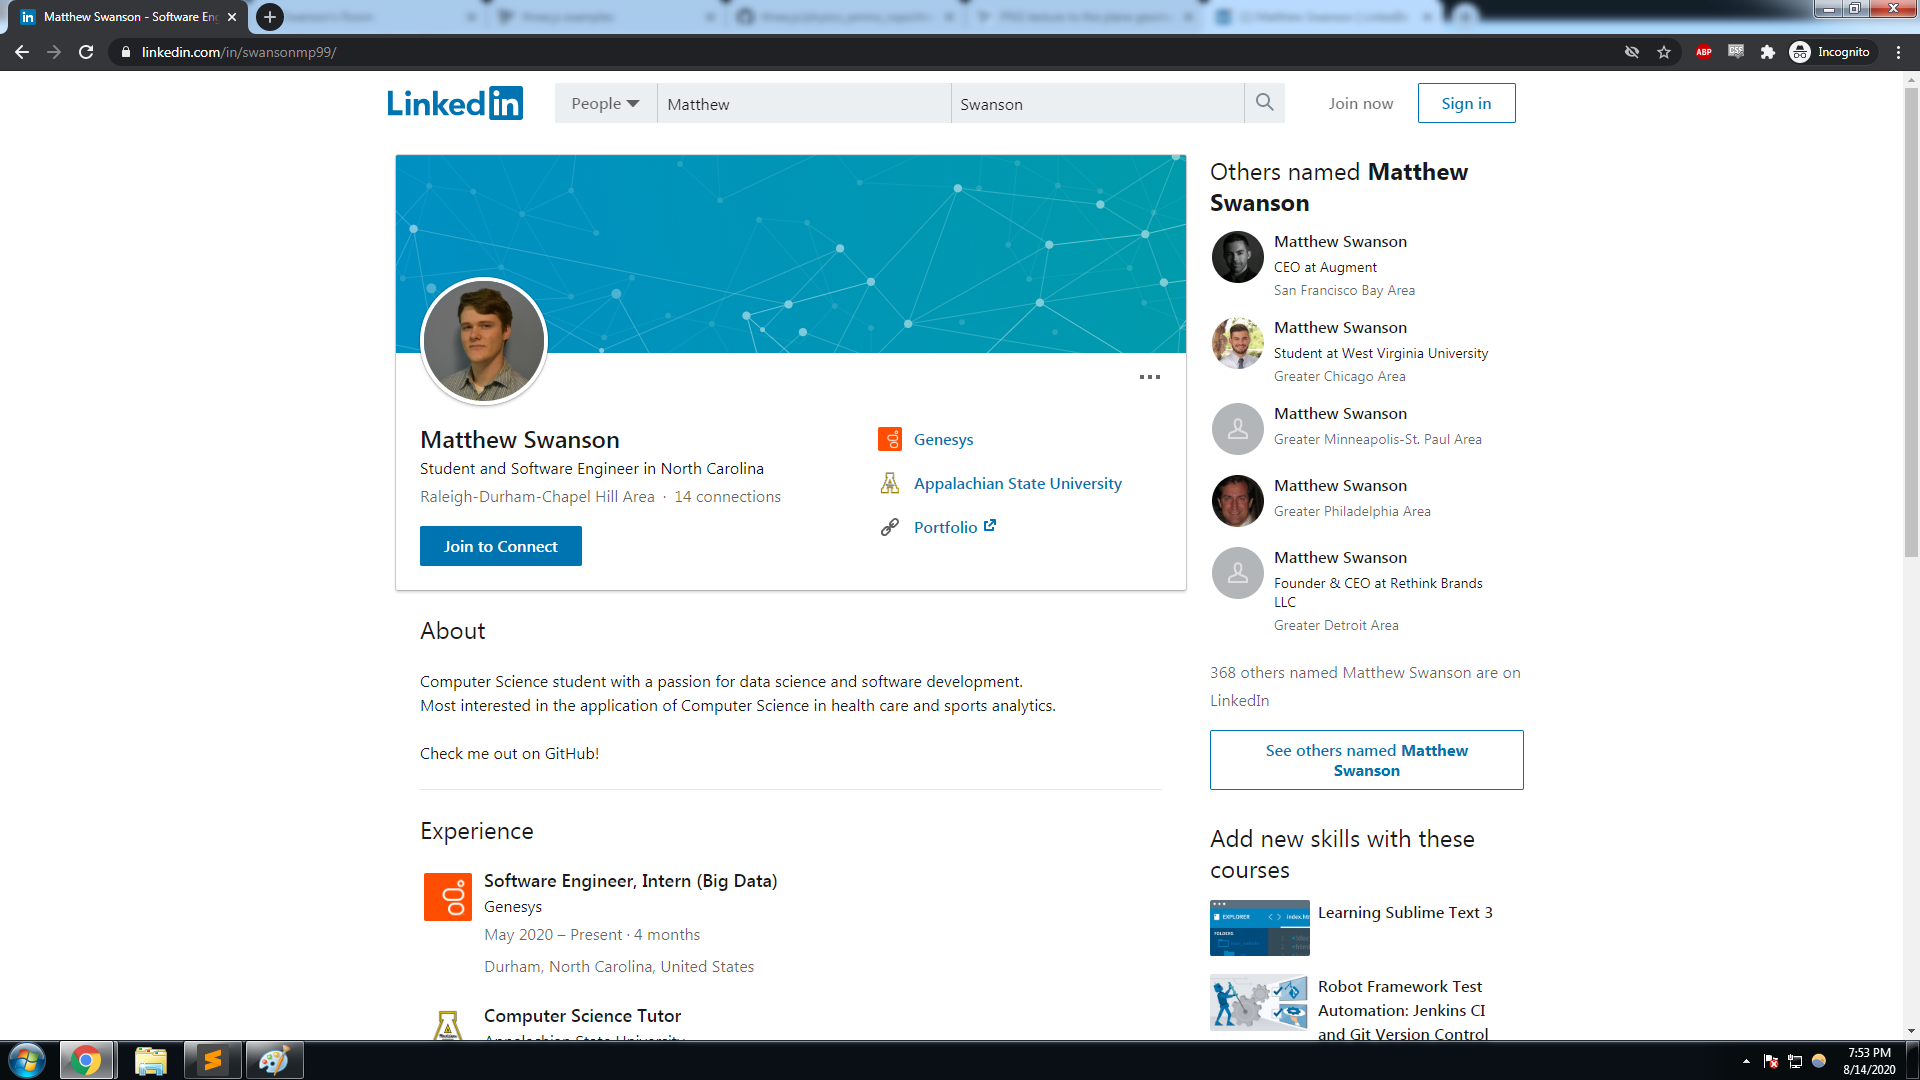 Matthew Swanson - Software En
linkedin.com/in/swansonmp99/
ABP
Incognito
Linked in
People
Matthew
Swanson
Join now
Sign in
Matthew Swanson
Student and Software Engineer in North Carolina
Raleigh-Durham-Chapel Hill Area · 14 connections
Join to Connect
Genesys
Appalachian State University
Portfolio
About
Computer Science student with a passion for data science and software development.
Most interested in the application of Computer Science in health care and sports analytics.
Check me out on GitHub!
Experience
Software Engineer, Intern (Big Data)
Genesys
May 2020 – Present · 4 months
Durham, North Carolina, United States
Computer Science Tutor
Appalachian State University
Others named Matthew
Swanson
Matthew Swanson
CEO at Augment
San Francisco Bay Area
Matthew Swanson
Student at West Virginia University
Greater Chicago Area
Matthew Swanson
Greater Minneapolis-St. Paul Area
Matthew Swanson
Greater Philadelphia Area
Matthew Swanson
Founder & CEO at Rethink Brands
LLC
Greater Detroit Area
368 others named Matthew Swanson are on
LinkedIn
See others named Matthew
Swanson
Add new skills with these
courses
EXPLORER
FOLDERS
Learning Sublime Text 3
Robot Framework Test
Automation: Jenkins CI
and Git Version Control
7:53 PM
8/14/2020